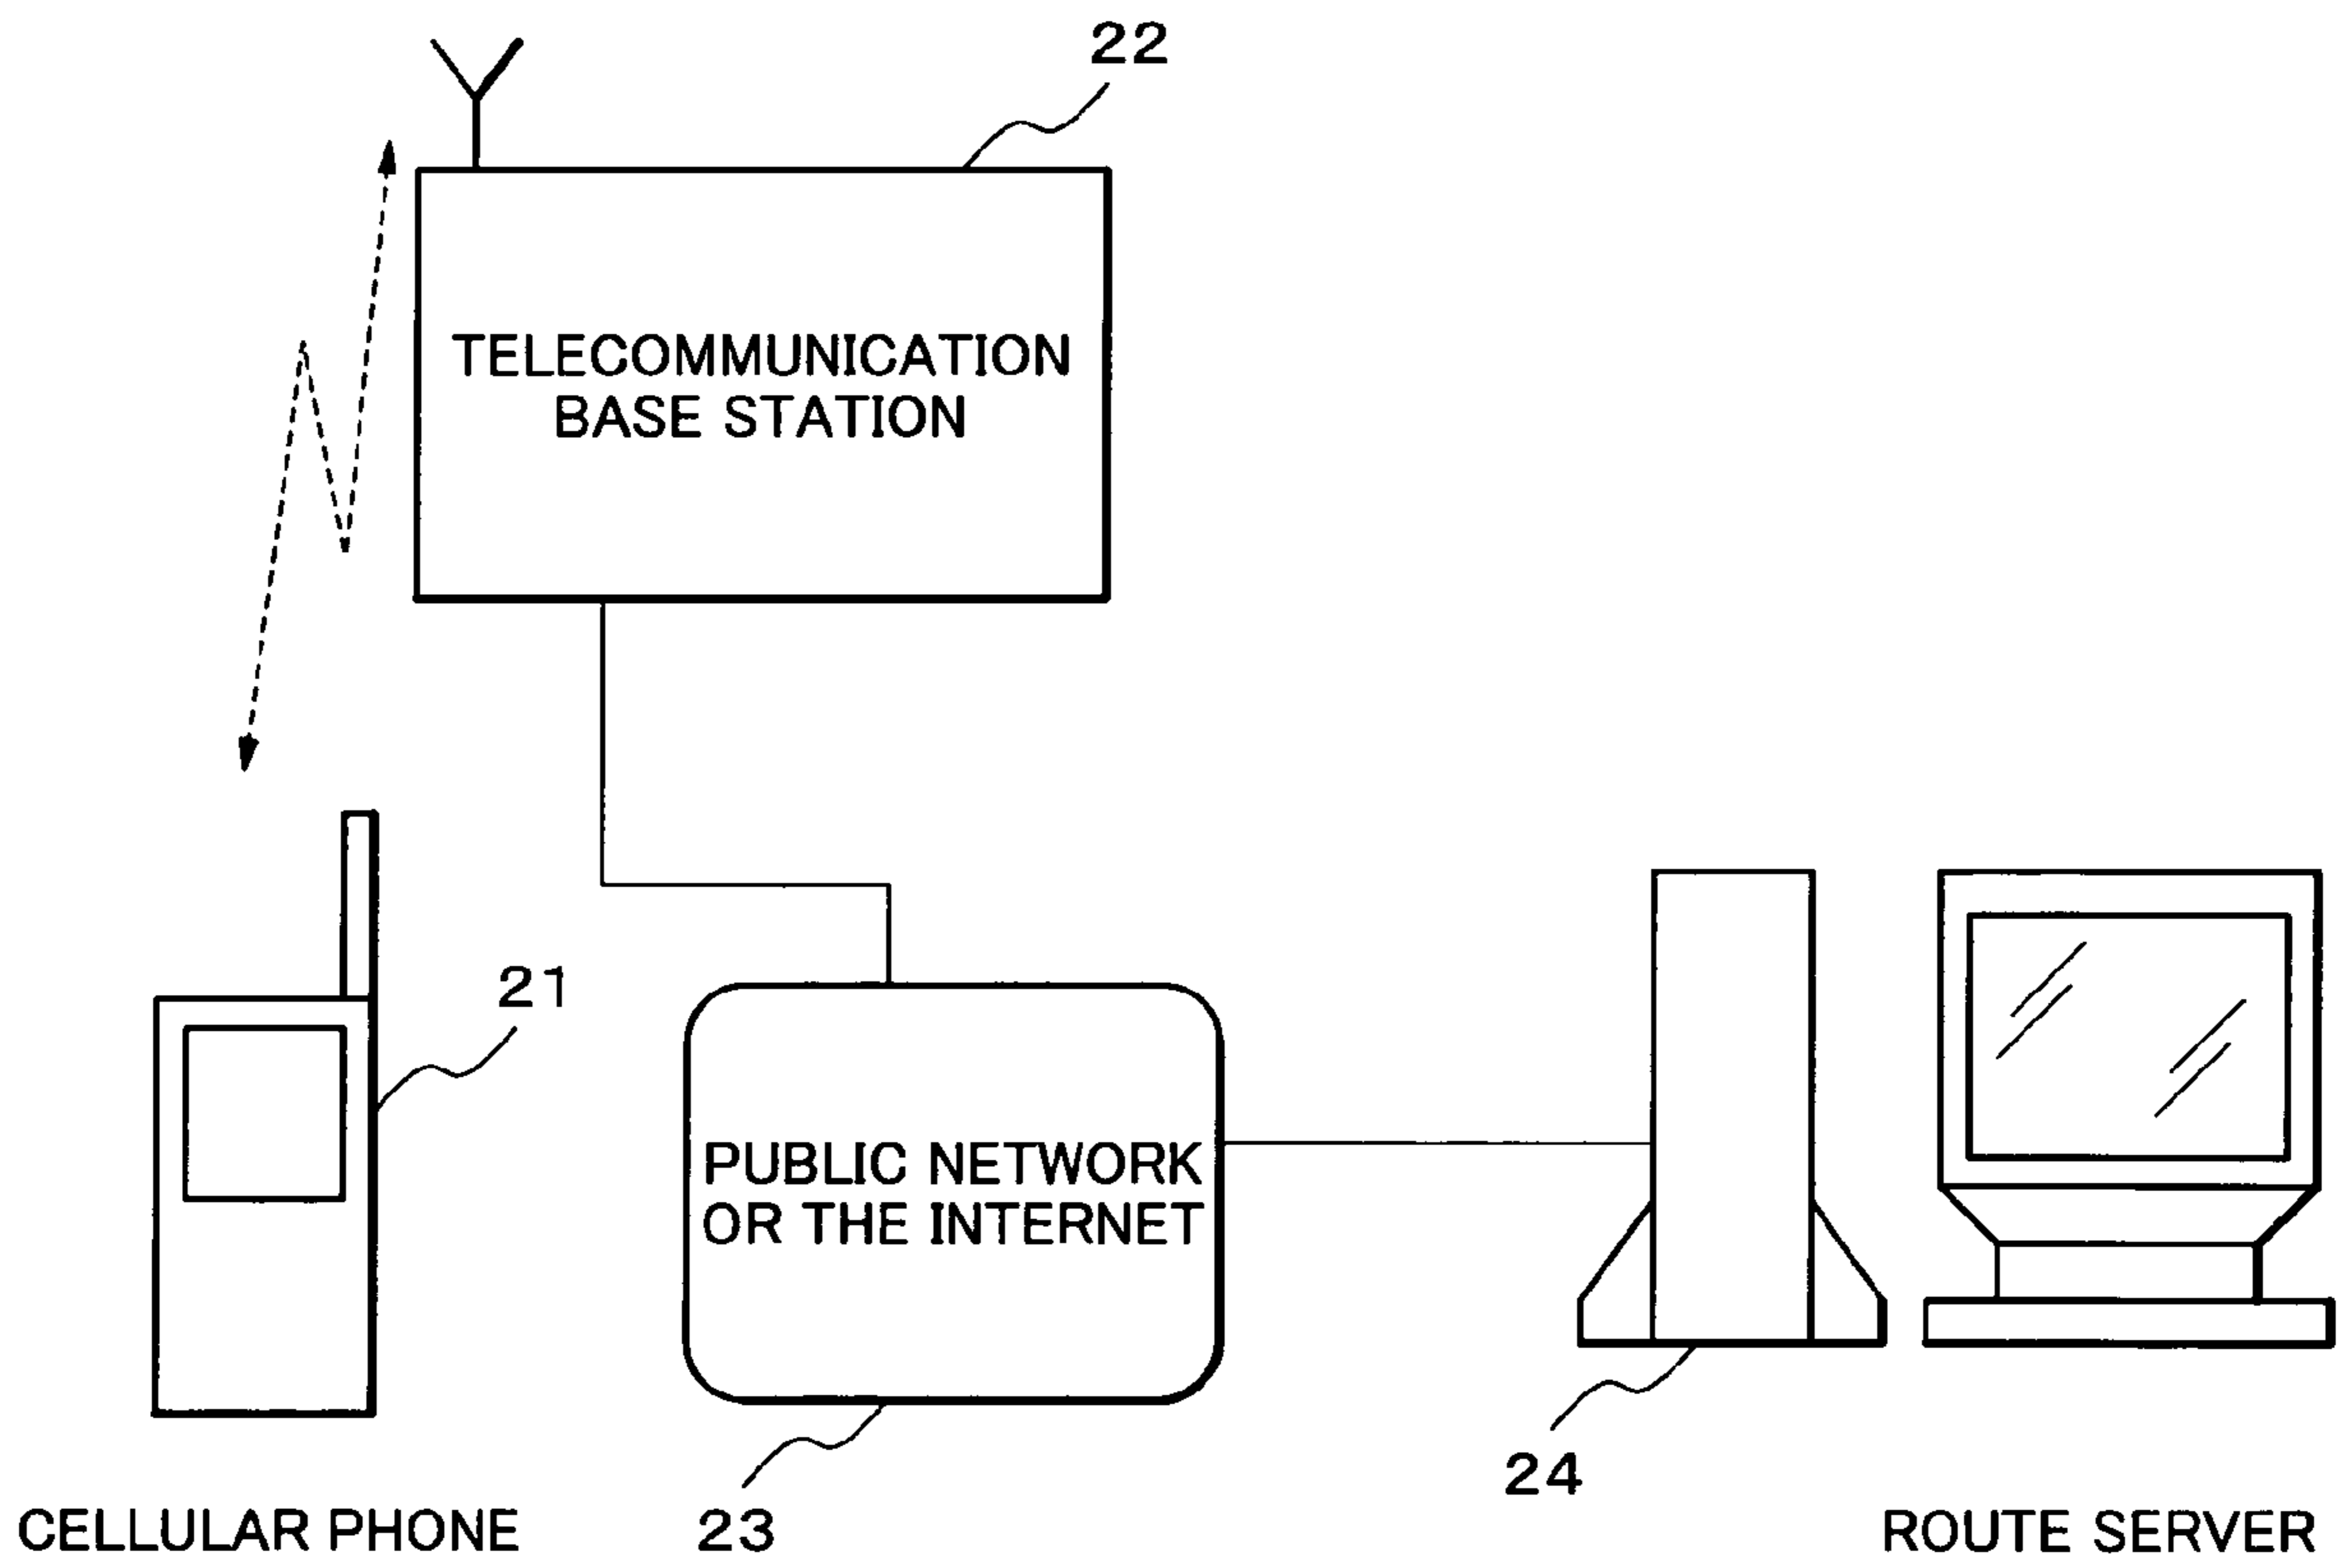 22
TELECOMMUNICATION
BASE STATION
21
PUBLIC NETWORK
OR THE INTERNET
24
23
CELLULAR PHONE
ROUTE SERVER